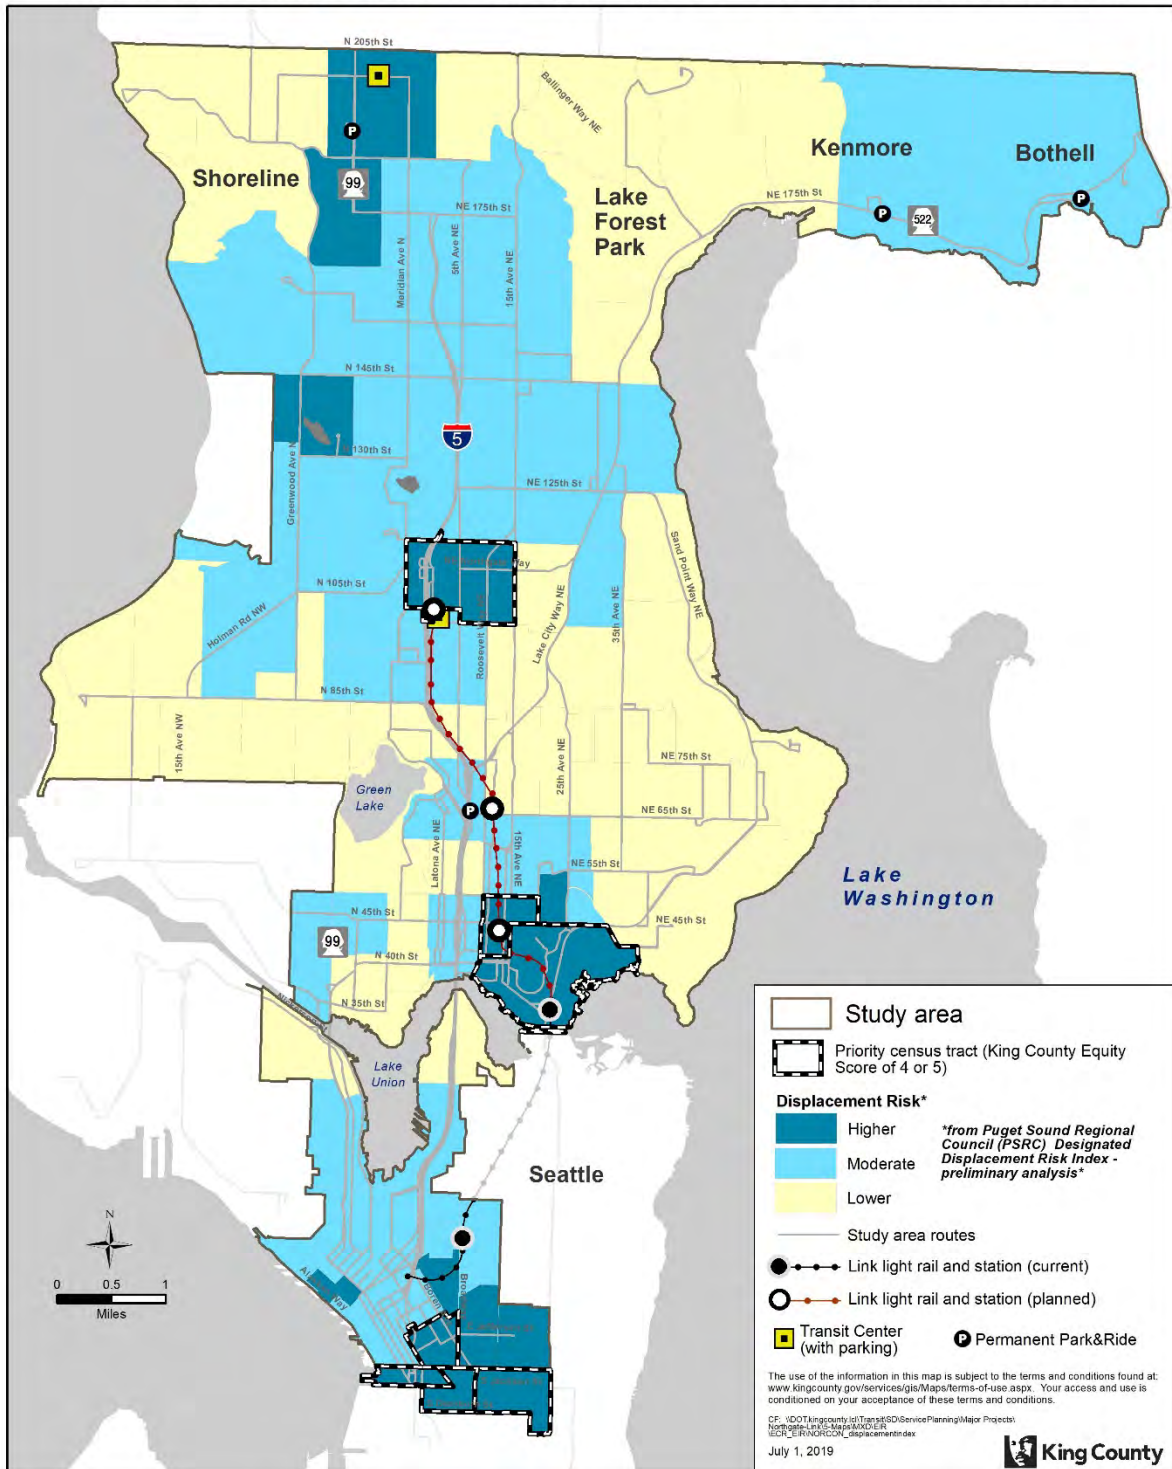 N 205th St
Ballinger Way NE
Kenmore
Bothell
Shoreline
99
Lake
Forest
Park
NE 175th St
522
NE 175th St
Meridian Ave N
5th Ave NE
15th Ave NE
N 145th St
5
Greenwood Ave N
N 130th St
NE 125th St
Sand Point Way NE
N 105th St
Holman Rd NW
Lake City Way NE
35th Ave NE
Roosevelt
N 85th St
15th Ave NW
25th Ave NE
NE 75th St
Green
Lake
P
NE 65th St
Latona Ave NE
15th Ave NE
NE 55th St
Lake
Washington
N 45th St
NE 45th St
99
N 40th St
N 35th St
Lake
Union
Seattle
N
0 0.5 1
Miles
Study area
Priority census tract (King County Equity
Score of 4 or 5)
Displacement Risk*
Higher
Moderate
Lower
*from Puget Sound Regional
Council (PSRC) Designated
Displacement Risk Index -
preliminary analysis*
Study area routes
Link light rail and station (current)
Link light rail and station (planned)
Transit Center
(with parking)
P Permanent Park&Ride
The use of the information in this map is subject to the terms and conditions found at:
www.kingcounty.gov/services/gis/Maps/terms-of-use.aspx. Your access and use is
conditioned on your acceptance of these terms and conditions.
July 1, 2019
King County